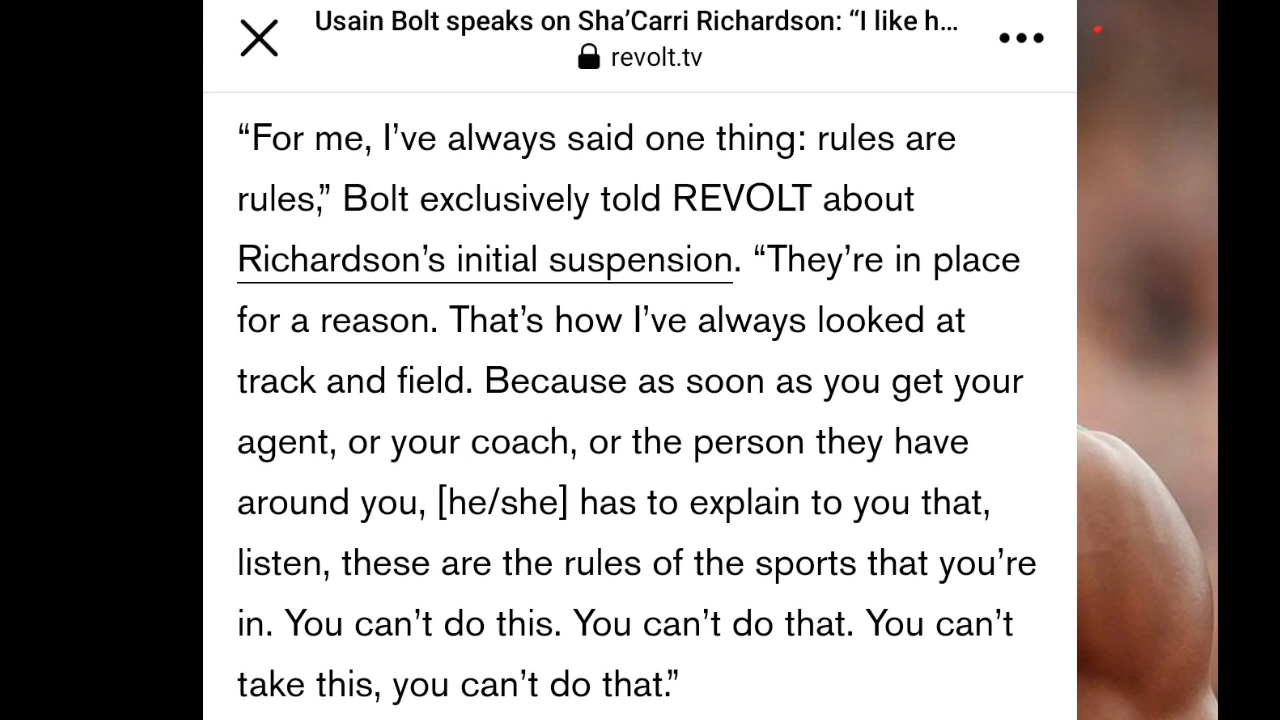 Usain Bolt speaks on Sha’Carri Richardson: “I like h...
revolt.tv
“For me, I’ve always said one thing: rules are
rules,” Bolt exclusively told REVOLT about
Richardson’s initial suspension. “They’re in place
for a reason. That’s how I’ve always looked at
track and field. Because as soon as you get your
agent, or your coach, or the person they have
around you, [he/she] has to explain to you that,
listen, these are the rules of the sports that you’re
in. You can’t do this. You can’t do that. You can’t
take this, you can’t do that.”